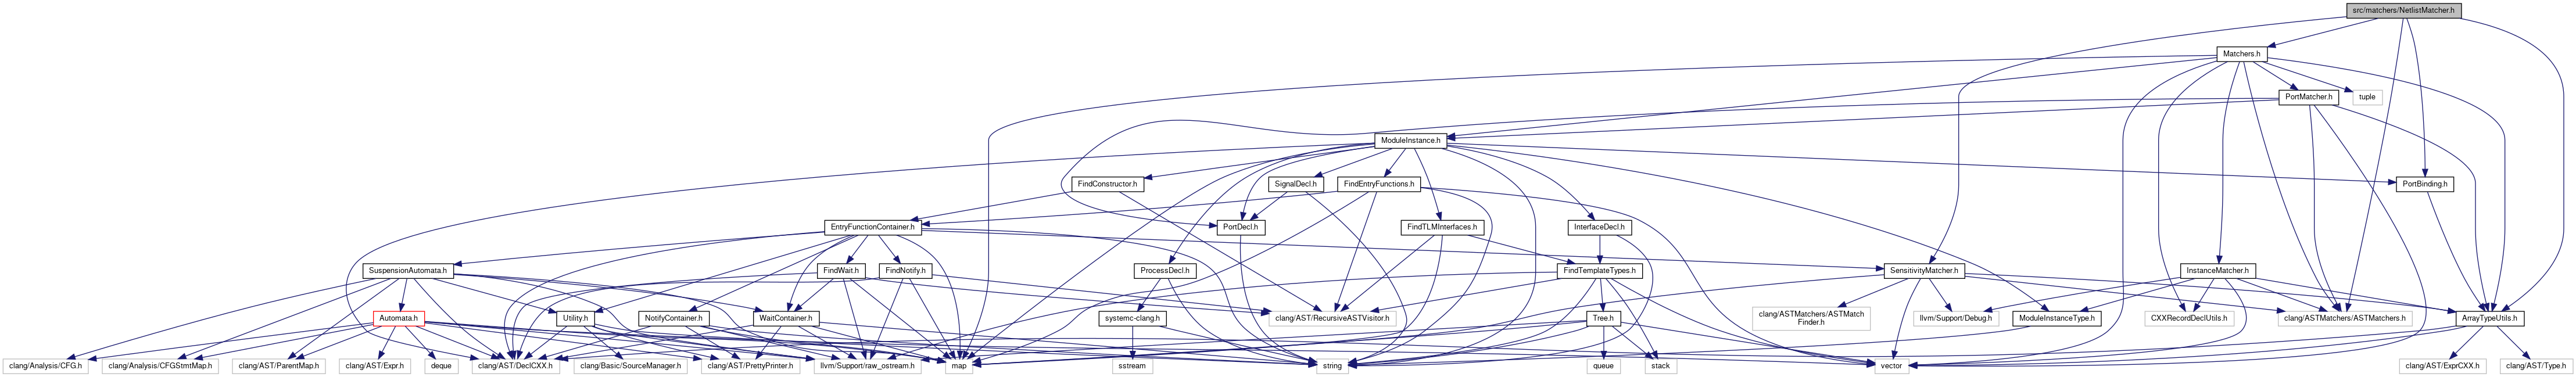 src/matchers/NetlistMatcher.h
Matchers.h
PortMatcher.h
tuple
ModuleInstance.h
FindConstructor.h
SignalDecl.h
FindEntryFunctions.h
PortBinding.h
EntryFunctionContainer.h
PortDecl.h
FindTLMInterfaces.h
InterfaceDecl.h
SuspensionAutomata.h
FindWait.h
FindNotify.h
ProcessDecl.h
FindTemplateTypes.h
SensitivityMatcher.h
InstanceMatcher.h
Automata.h
Utility.h
NotifyContainer.h
WaitContainer.h
systemc-clang.h
clang/AST/RecursiveASTVisitor.h
Tree.h
clang/ASTMatchers/ASTMatch
Finder.h
llvm/Support/Debug.h
ModuleInstanceType.h
CXXRecordDeclUtils.h
clang/ASTMatchers/ASTMatchers.h
ArrayTypeUtils.h
clang/Analysis/CFG.h
clang/Analysis/CFGStmtMap.h
clang/AST/ParentMap.h
clang/AST/Expr.h
deque
clang/AST/DeclCXX.h
clang/Basic/SourceManager.h
clang/AST/PrettyPrinter.h
llvm/Support/raw_ostream.h
map
sstream
string
queue
stack
vector
clang/AST/ExprCXX.h
clang/AST/Type.h